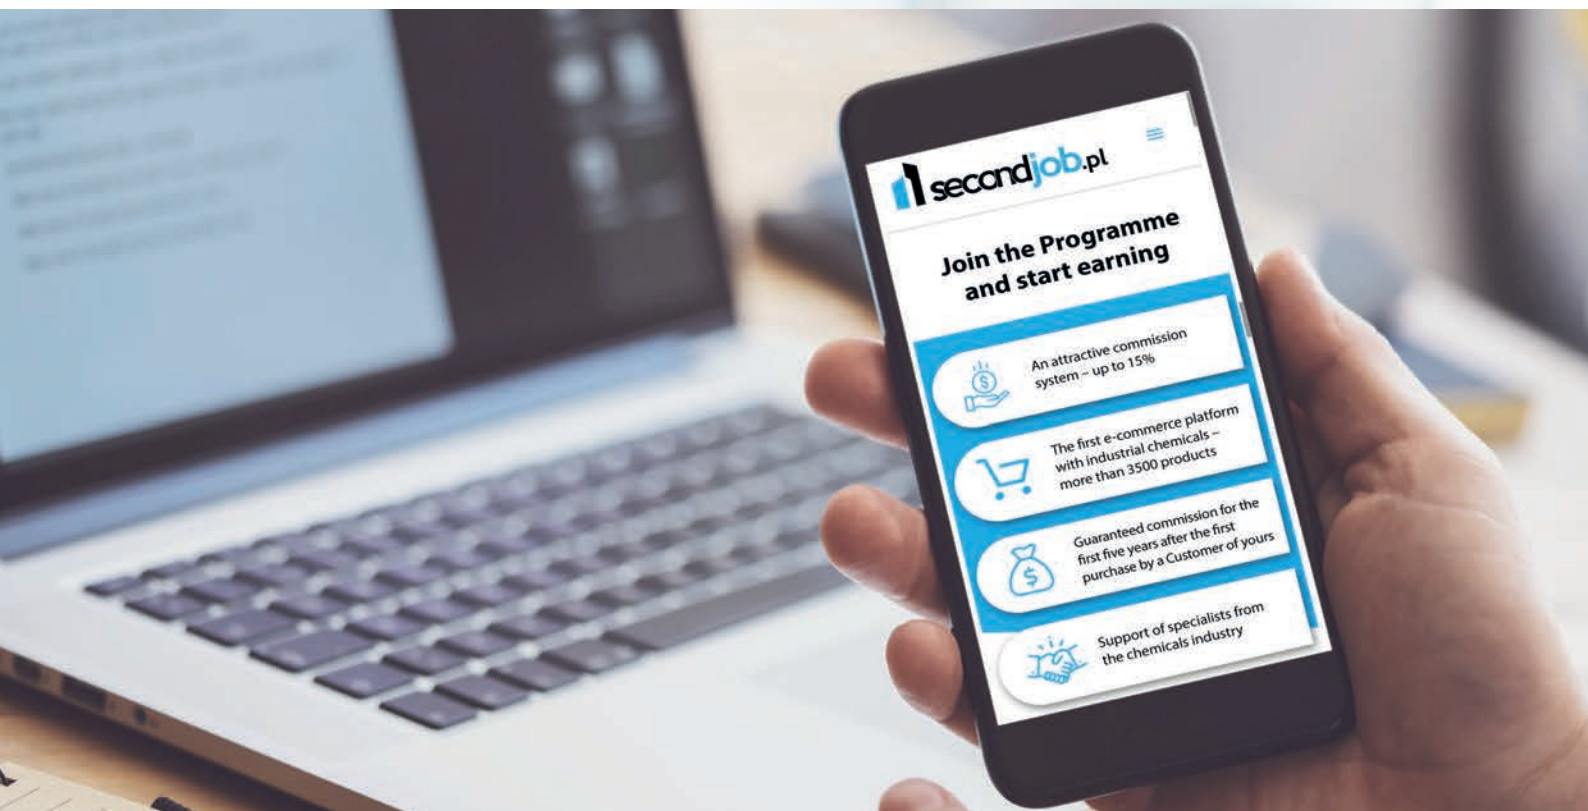 secondjob.pl
Join the Programme
and start earning
An attractive commission
system – up to 15%
The first e-commerce platform
with industrial chemicals –
more than 3500 products
Guaranteed commission for the
first five years after the first
purchase by a Customer of yours
Support of specialists from
the chemicals industry